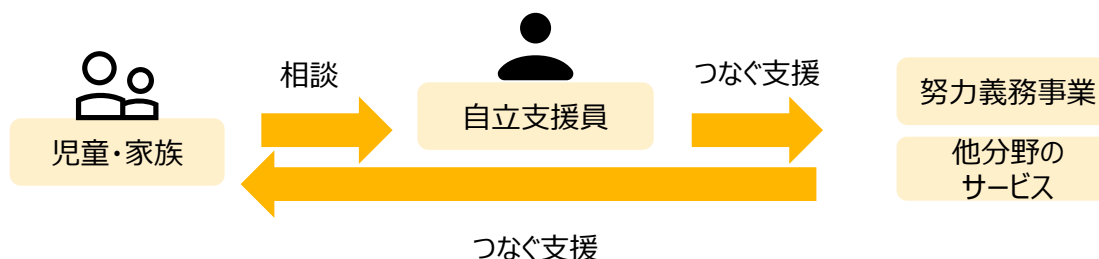 相談
つなぐ支援
児童・家族
自立支援員
努力義務事業
他分野の
サービス
つなぐ支援